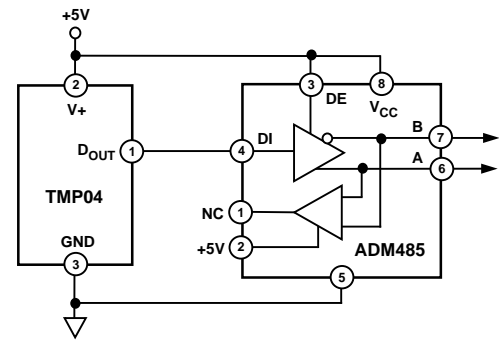 +5V
2
V+
D_OUT 1
TMP04
GND
3
3
DE
8
V_CC
4 DI
B
7
A
6
NC 1
+5V 2
ADM485
5